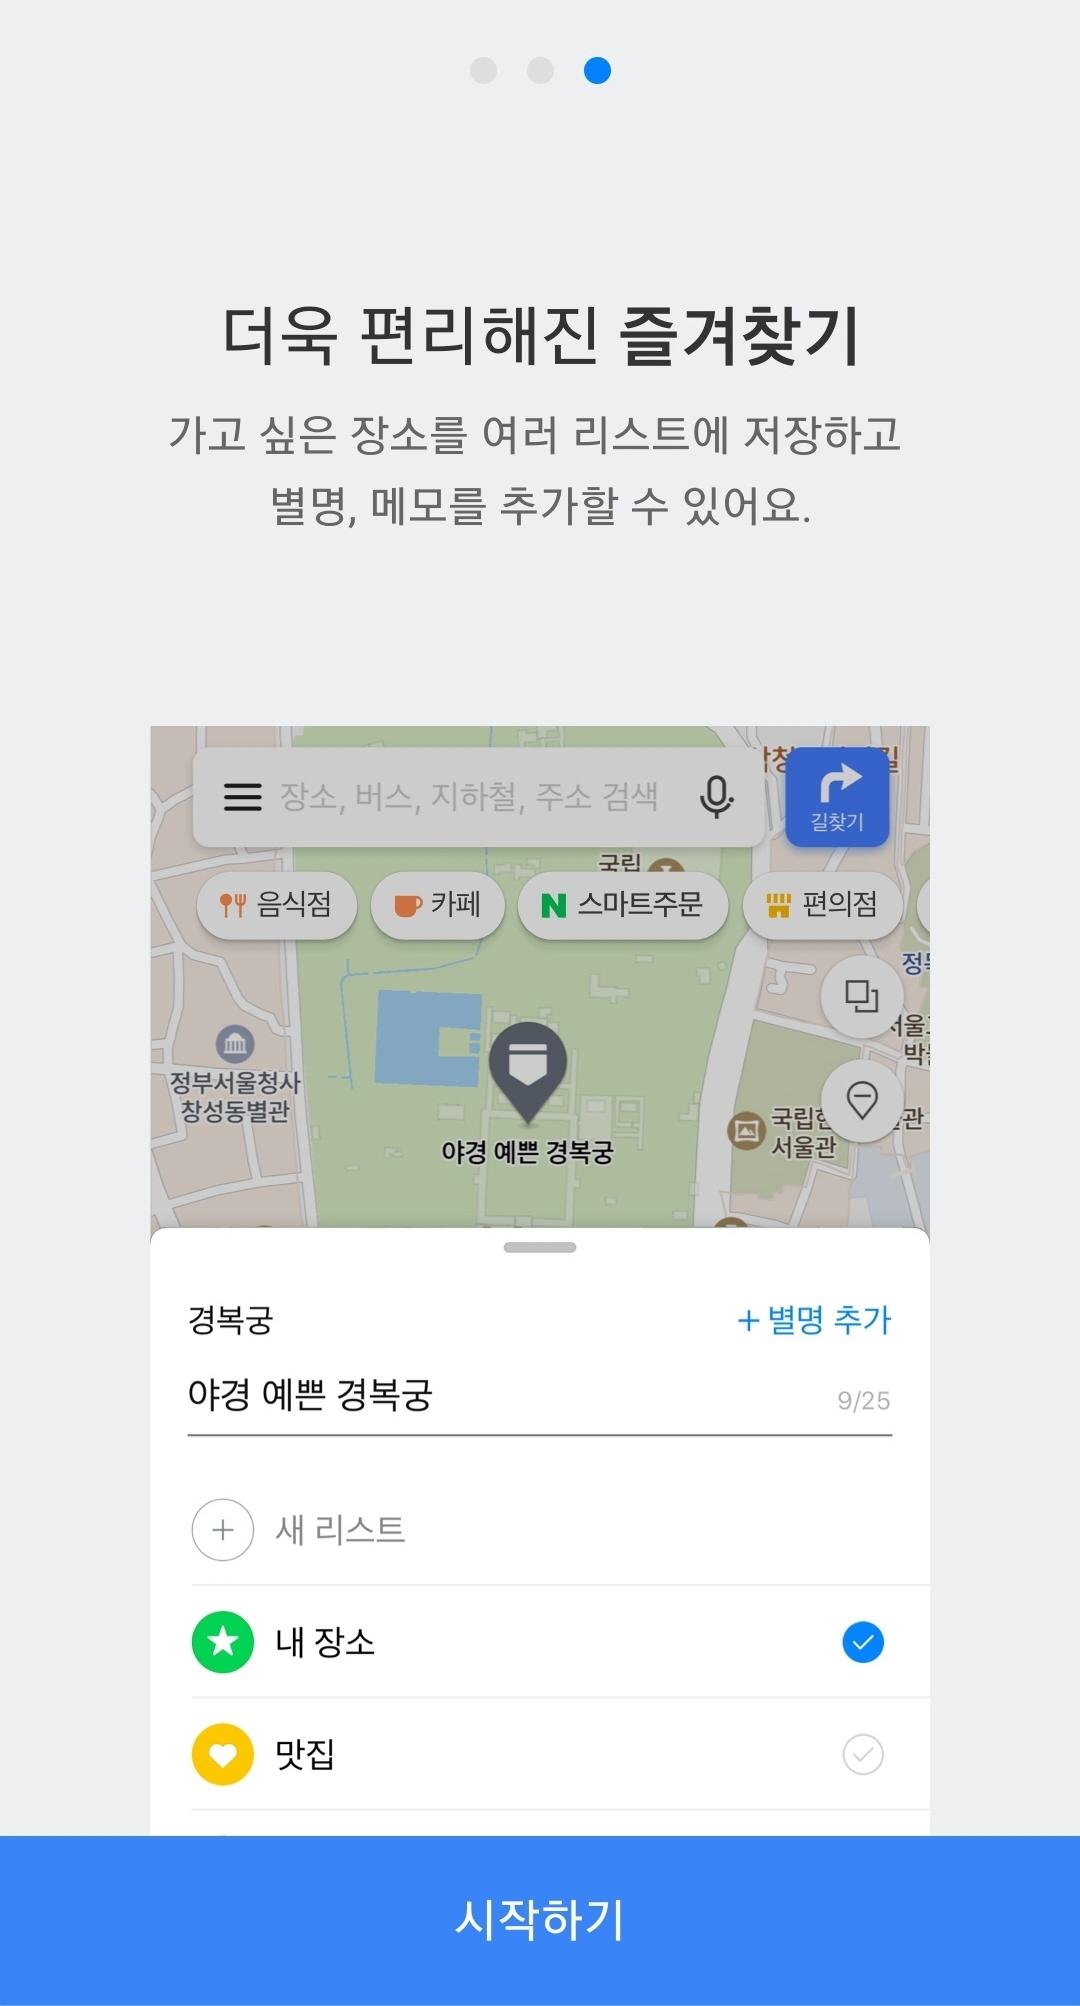 더욱 편리해진 즐겨찾기
가고 싶은 장소를 여러 리스트에 저장하고
별명, 메모를 추가할 수 있어요.
장소, 버스, 지하철, 주소 검색
길찾기
국립
음식점
카페
N 스마트주문
편의점
정부서울청사
창성동별관
서울관
야경 예쁜 경복궁
경복궁
+ 별명 추가
야경 예쁜 경복궁
9/25
새 리스트
내 장소
맛집
시작하기